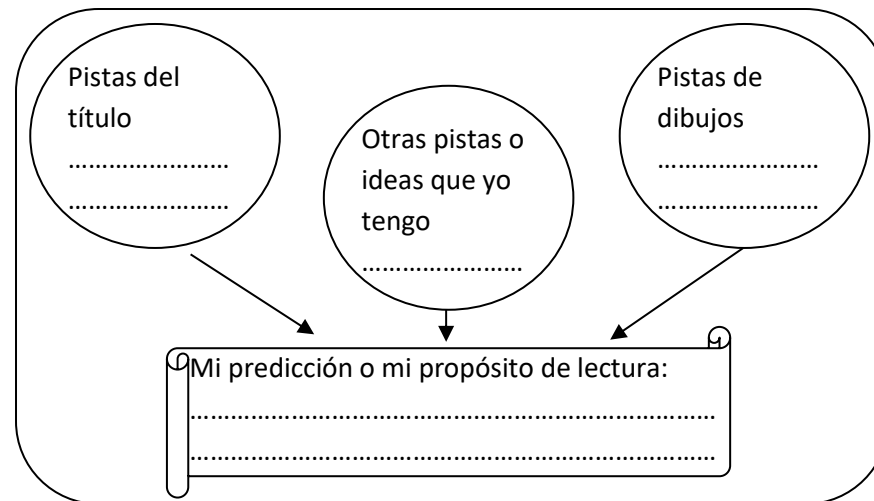 Pistas del
título
……………………
……………………
Otras pistas o
ideas que yo
tengo
……………………
Pistas de
dibujos
……………………
……………………
Mi predicción o mi propósito de lectura:
……………………………………………………………………
……………………………………………………………………